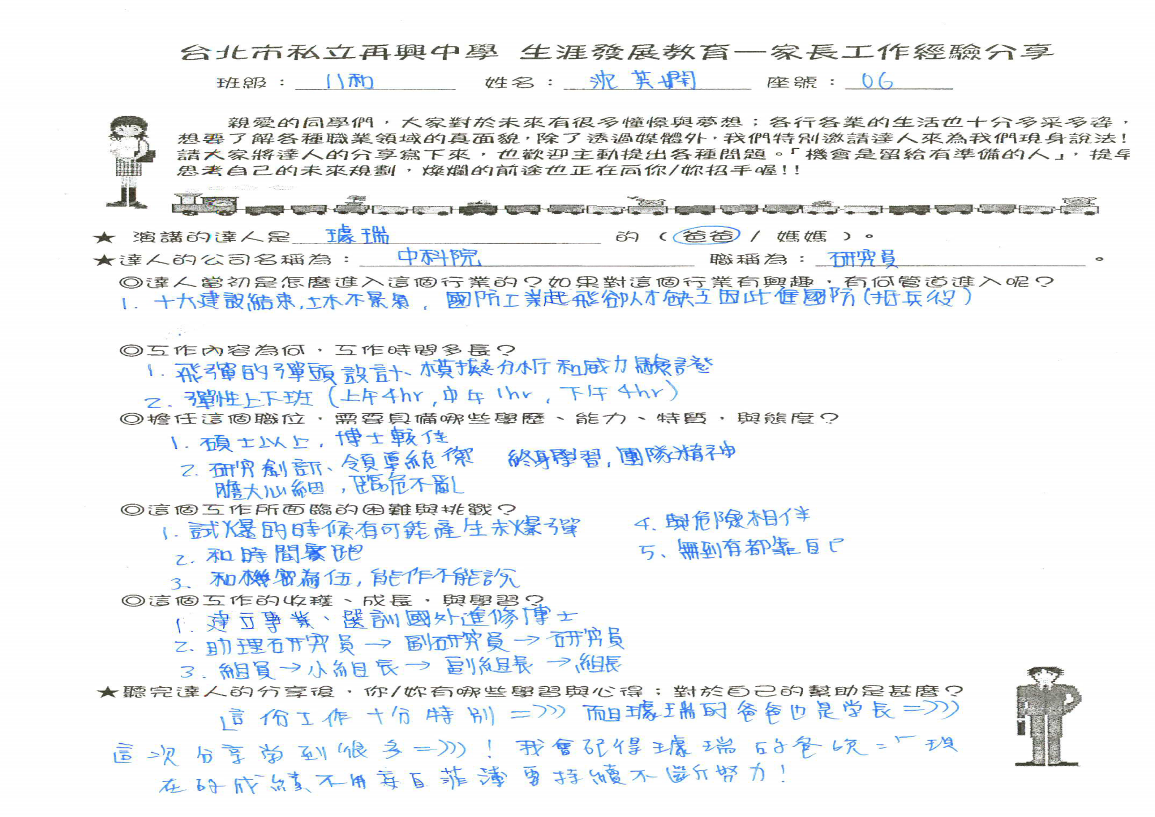 台北市私立再興中學 生涯發展教育一家長工作經驗分享
班級： 川和 姓名： 沈芙嫻 座號： 06
親愛的同學們，大家對於未來有很多憧憬與夢想；各行各業的生活也十分多采多姿，
想要了解各種職業領域的真面貌，除了透過媒體外，我們特別邀請達人來為我們現身說法！
請大家將達人的分享寫下來，也歡迎主動提出各種問題。「機會是留給有準備的人」，提早
思考自己的未來規劃，燦爛的前途也正在向你/妳招手喔！！
★ 演講的達人是 璩瑞 的（爸爸 / 媽媽）。
★達人的公司名稱為： 中科院 職稱為： 研究員 。
◎達人當初是怎麼進入這個行業的？如果對這個行業有興趣，有何管道進入呢？
1. 十大建設結束，土木不景氣，國防工業起飛卻人才缺乏因此進國防(抵兵役)
◎工作內容為何，工作時間多長？
1. 飛彈的彈頭設計、模擬分析和威力驗證
2. 彈性上下班（上午4hr，中午1hr，下午4hr）
◎擔任這個職位，需要具備哪些學歷、能力、特質，與態度？
1. 碩士以上，博士較佳
2. 研究創新、領導統禦 終身學習，團隊精神
膽大心細，臨危不亂
◎這個工作所面臨的困難與挑戰？
1. 試爆的時候有可能產生未爆彈
2. 和時間賽跑
3. 和機密為伍，能作不能說
4. 與危險相伴
5、無到有都靠自己
◎這個工作的收穫、成長，與學習？
1. 建立事業、選訓國外進修博士
2. 助理研究員→副研究員→研究員
3. 組員→小組長→副組長→組長
★聽完達人的分享後，你/妳有哪些學習與心得；對於自己的幫助是甚麼？
這份工作十分特別=>>> 而且璩瑞的爸爸也是学長=>>>
這次分享学到很多=>>>！我會記得璩瑞的爸說=「現
在的成績不用妄自菲薄要持續不斷努力！